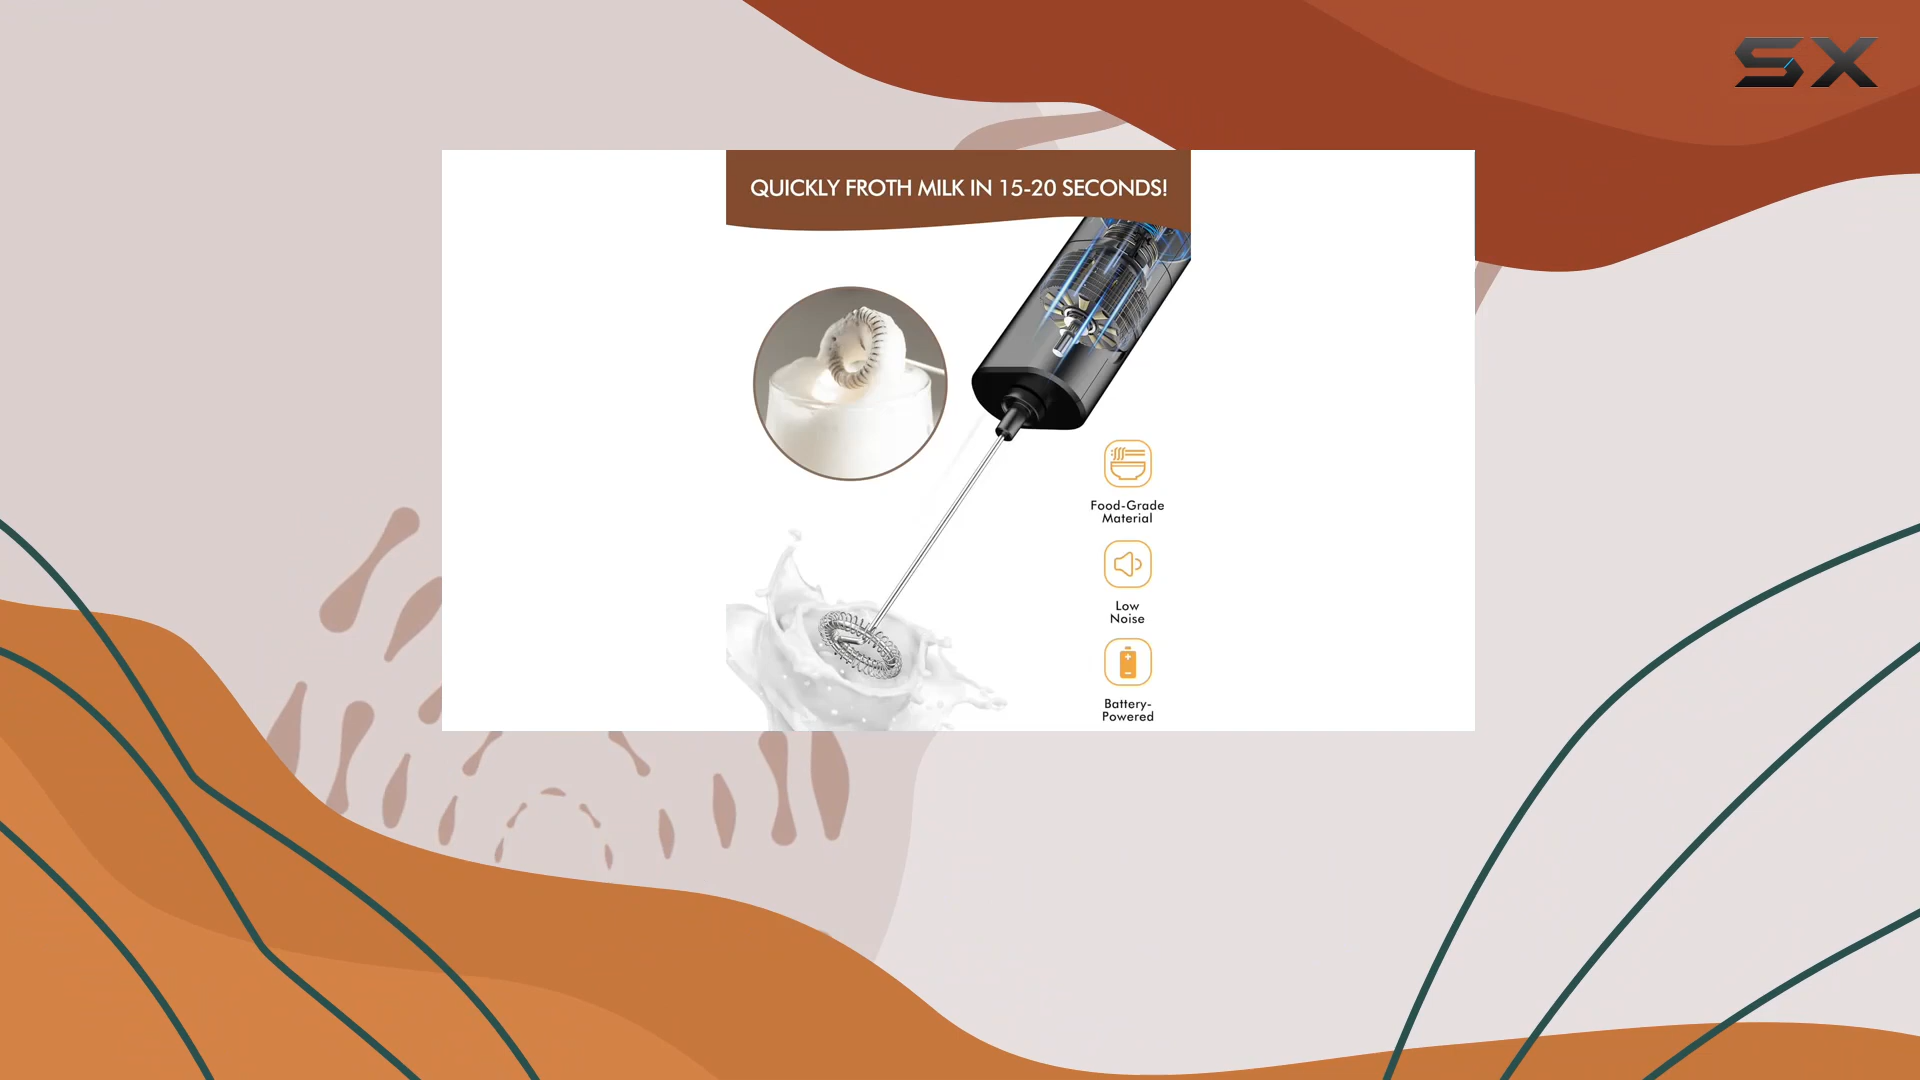 SX
QUICKLY FROTH MILK IN 15-20 SECONDS!
Food-Grade
Material
Low
Noise
Battery-
Powered